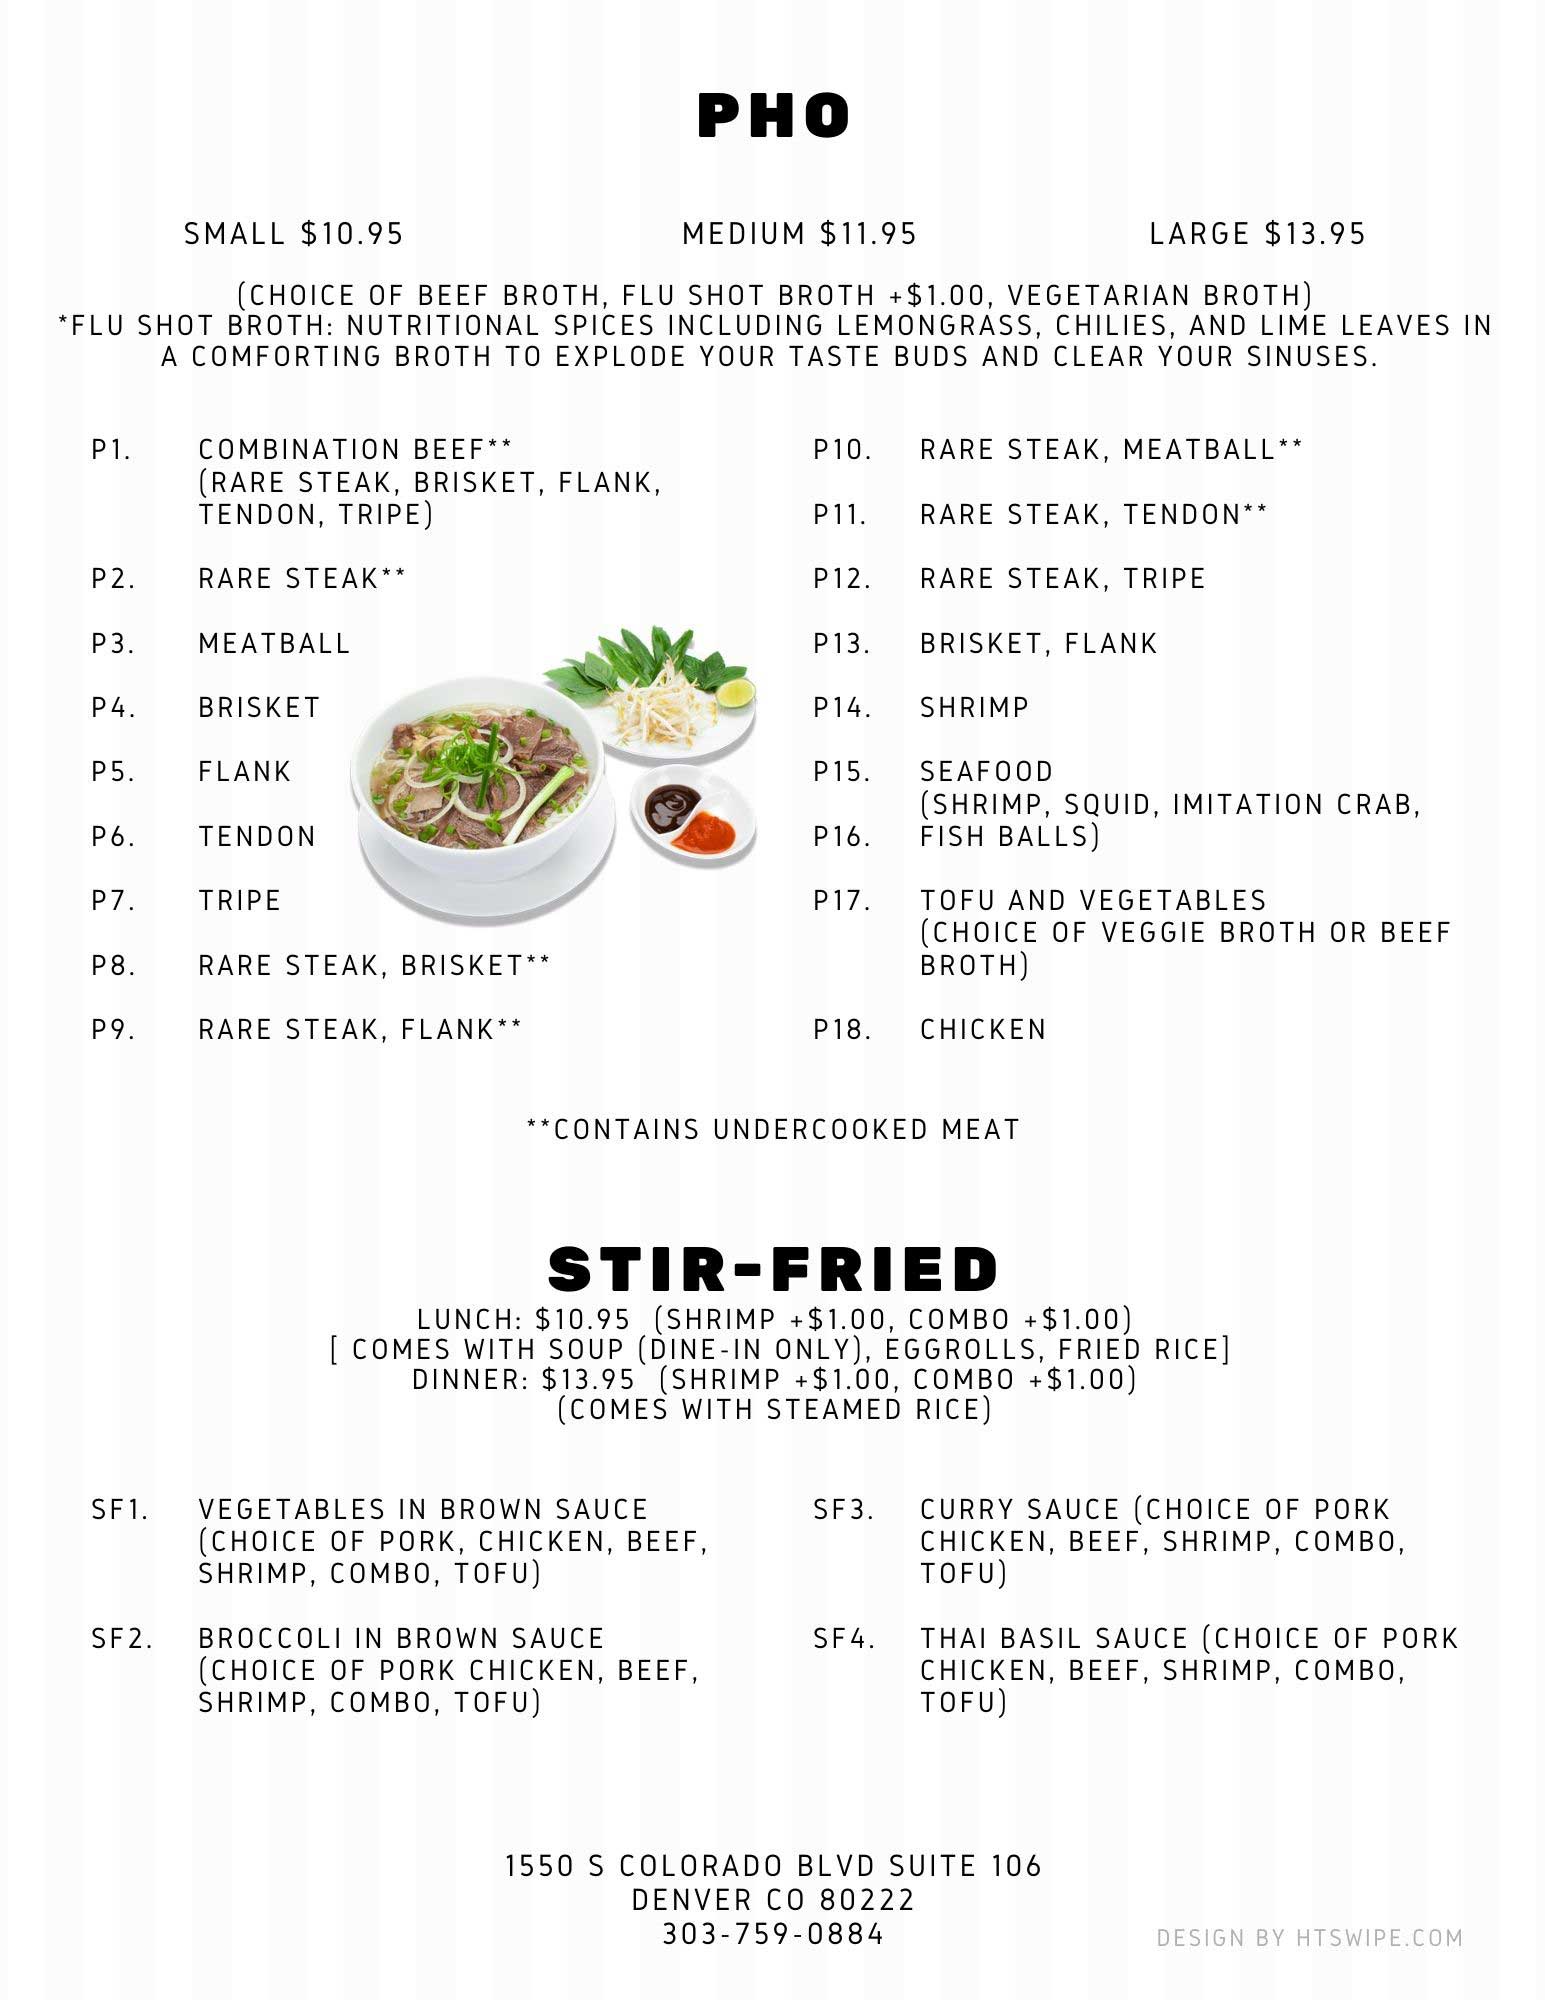 PHO
SMALL $10.95 MEDIUM $11.95 LARGE $13.95
(CHOICE OF BEEF BROTH, FLU SHOT BROTH +$1.00, VEGETARIAN BROTH)
*FLU SHOT BROTH: NUTRITIONAL SPICES INCLUDING LEMONGRASS, CHILIES, AND LIME LEAVES IN
A COMFORTING BROTH TO EXPLODE YOUR TASTE BUDS AND CLEAR YOUR SINUSES.
P1. COMBINATION BEEF**
(RARE STEAK, BRISKET, FLANK,
TENDON, TRIPE)
P2. RARE STEAK**
P3. MEATBALL
P4. BRISKET
P5. FLANK
P6. TENDON
P7. TRIPE
P8. RARE STEAK, BRISKET**
P9. RARE STEAK, FLANK**
P10. RARE STEAK, MEATBALL**
P11. RARE STEAK, TENDON**
P12. RARE STEAK, TRIPE
P13. BRISKET, FLANK
P14. SHRIMP
P15. SEAFOOD
(SHRIMP, SQUID, IMITATION CRAB,
P16. FISH BALLS)
P17. TOFU AND VEGETABLES
(CHOICE OF VEGGIE BROTH OR BEEF
BROTH)
P18. CHICKEN
**CONTAINS UNDERCOOKED MEAT
STIR-FRIED
LUNCH: $10.95 (SHRIMP +$1.00, COMBO +$1.00)
[ COMES WITH SOUP (DINE-IN ONLY), EGGROLLS, FRIED RICE]
DINNER: $13.95 (SHRIMP +$1.00, COMBO +$1.00)
(COMES WITH STEAMED RICE)
SF1. VEGETABLES IN BROWN SAUCE
(CHOICE OF PORK, CHICKEN, BEEF,
SHRIMP, COMBO, TOFU)
SF2. BROCCOLI IN BROWN SAUCE
(CHOICE OF PORK CHICKEN, BEEF,
SHRIMP, COMBO, TOFU)
SF3. CURRY SAUCE (CHOICE OF PORK
CHICKEN, BEEF, SHRIMP, COMBO,
TOFU)
SF4. THAI BASIL SAUCE (CHOICE OF PORK
CHICKEN, BEEF, SHRIMP, COMBO,
TOFU)
1550 S COLORADO BLVD SUITE 106
DENVER CO 80222
303-759-0884
DESIGN BY HTSWIPE.COM